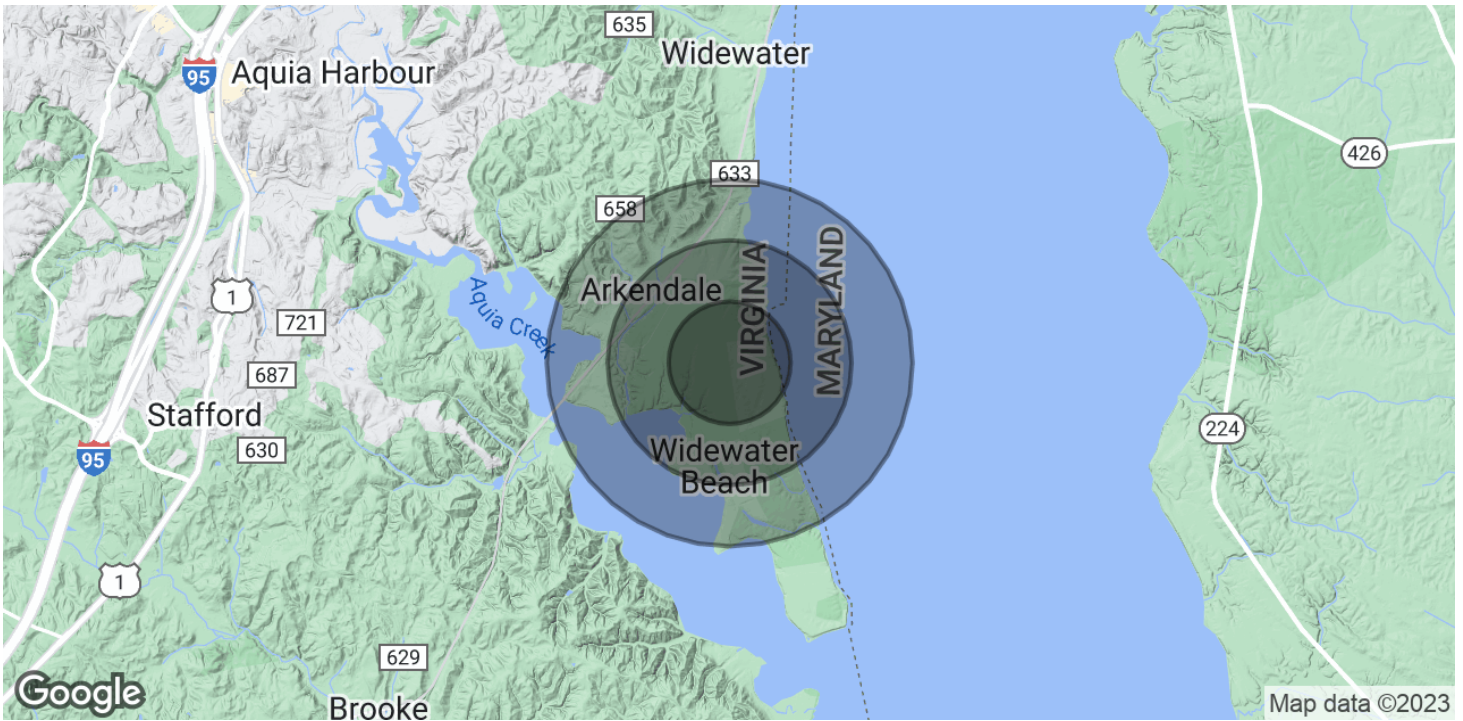 635
Widewater
95
Aquia Harbour
426
633
658
VIRGINIA
MARYLAND
Arkendale
1
Aquia Creek
721
687
Stafford
224
630
95
Widewater
Beach
1
629
Google
Brooke
Map data ©2023